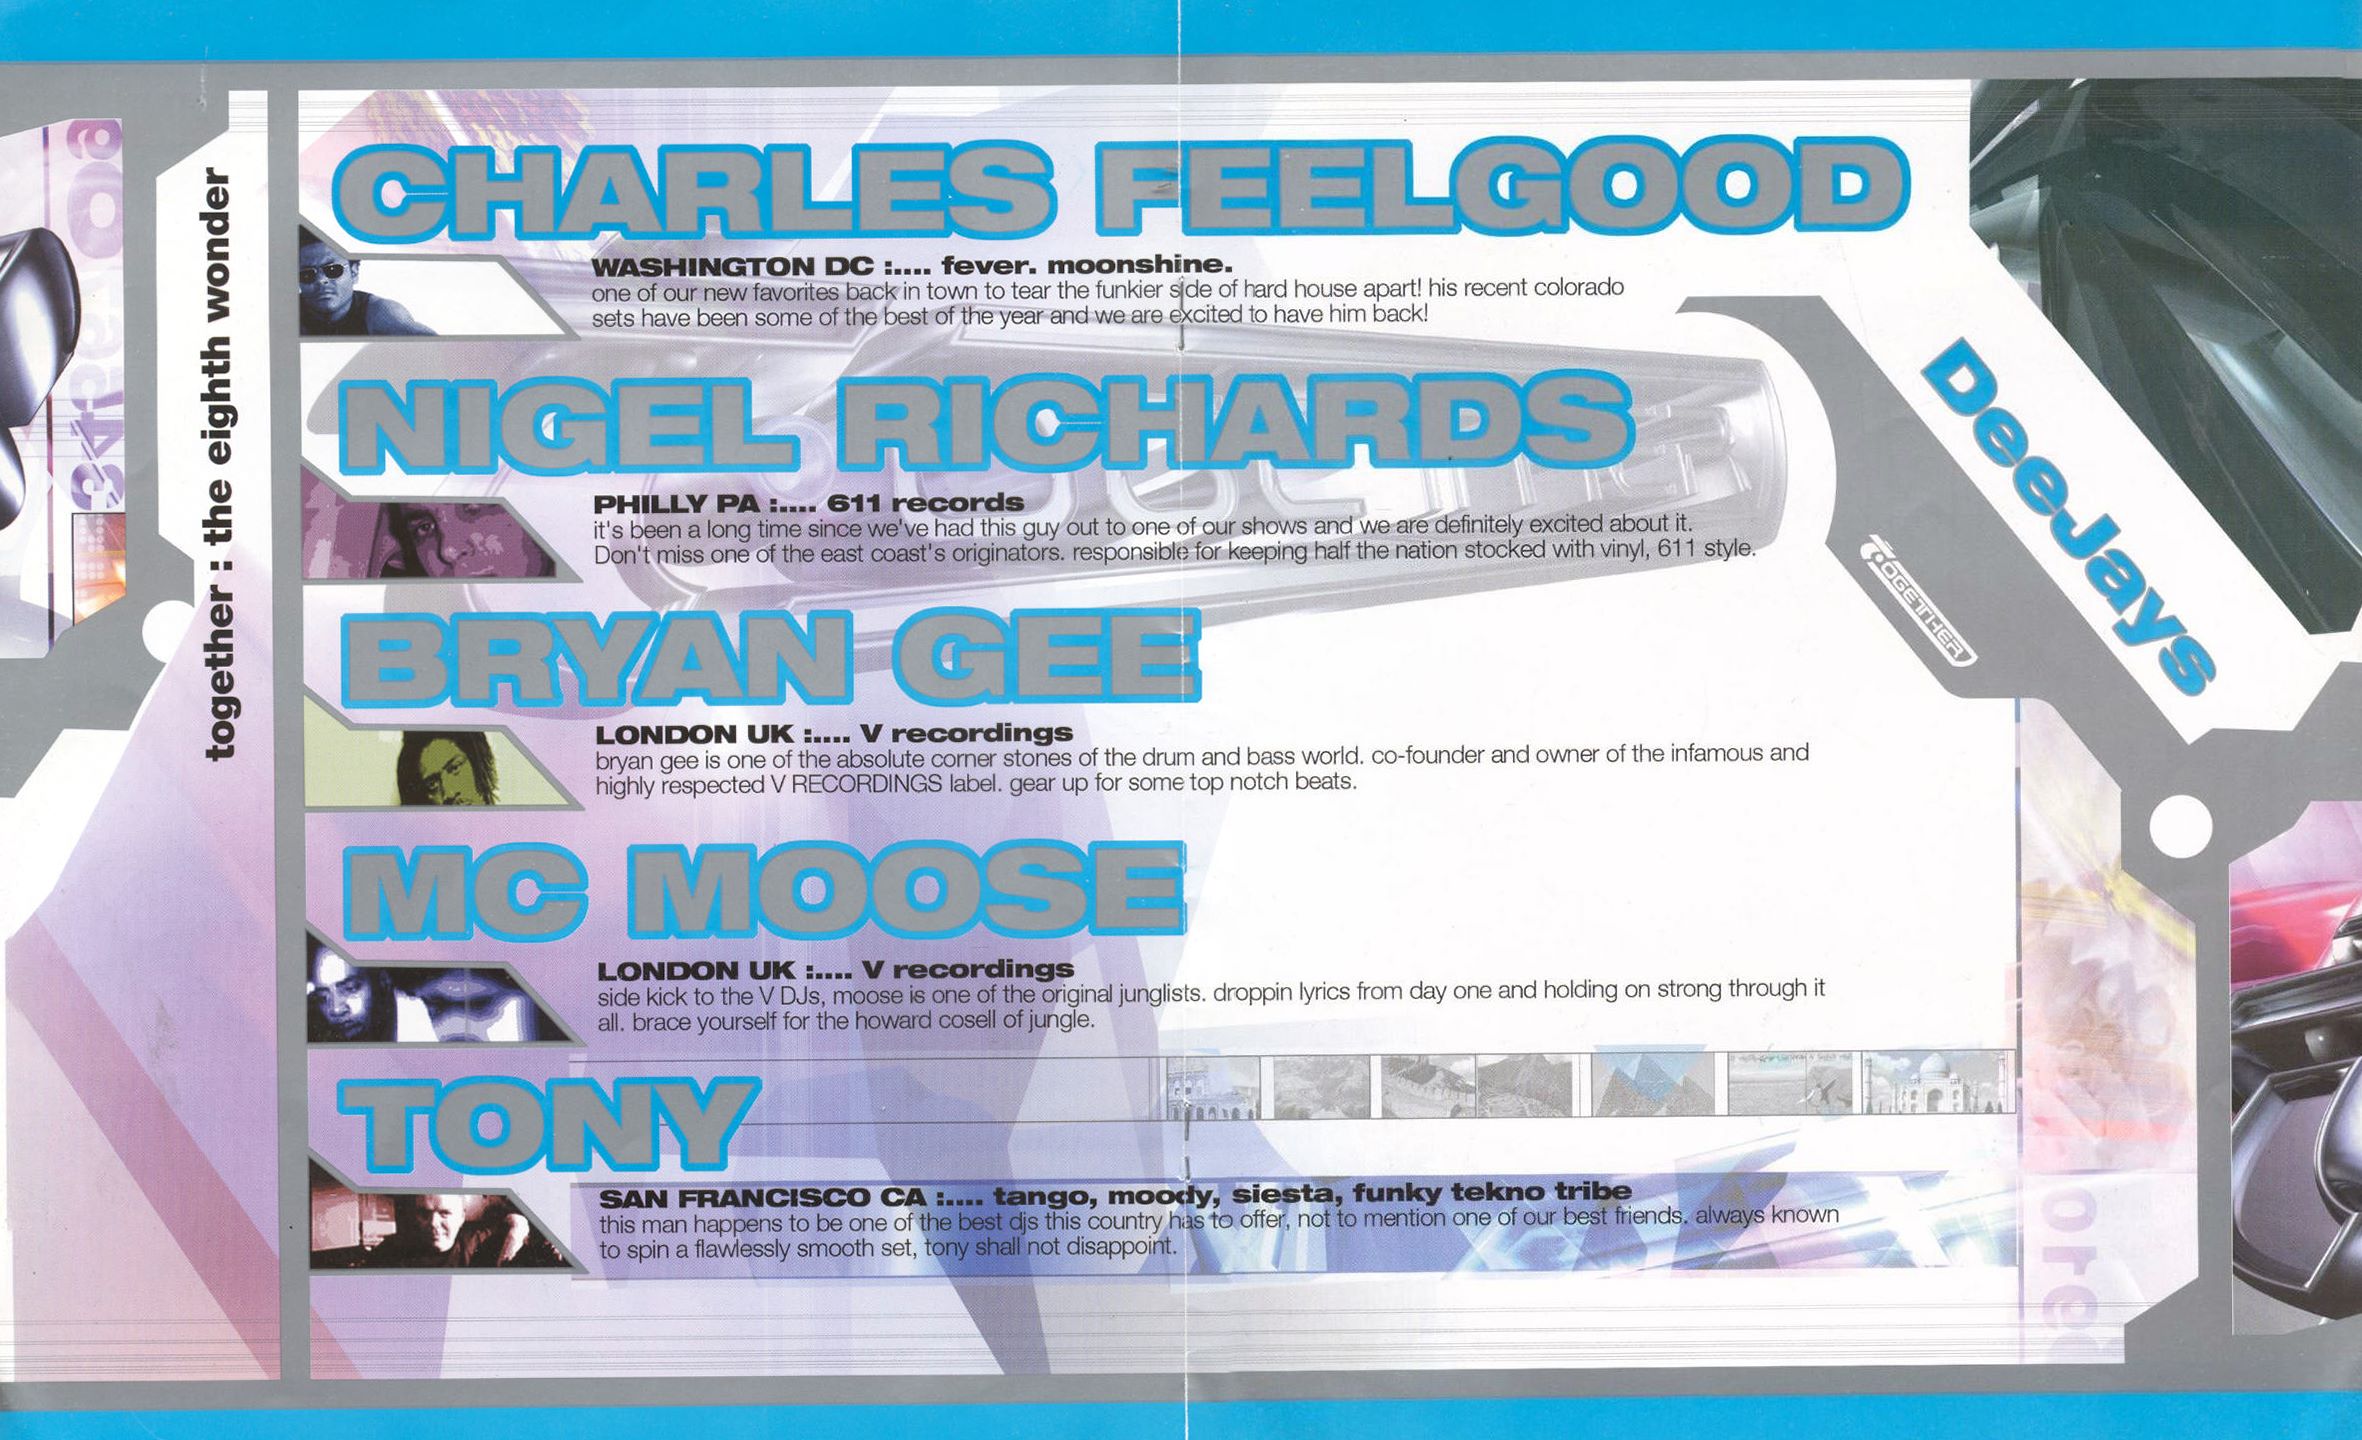 together : the eighth wonder
CHARLES FEELGOOD
WASHINGTON DC :.... fever. moonshine.
one of our new favorites back in town to tear the funkier side of hard house apart! his recent colorado
sets have been some of the best of the year and we are excited to have him back!
NIGEL RICHARDS
PHILLY PA :.... 611 records
it's been a long time since we've had this guy out to one of our shows and we are definitely excited about it.
Don't miss one of the east coast's originators. responsible for keeping half the nation stocked with vinyl, 611 style.
BRYAN GEE
LONDON UK :.... V recordings
bryan gee is one of the absolute corner stones of the drum and bass world. co-founder and owner of the infamous and
highly respected V RECORDINGS label. gear up for some top notch beats.
MC MOOSE
LONDON UK :.... V recordings
side kick to the V DJs, moose is one of the original junglists. droppin lyrics from day one and holding on strong through it
all. brace yourself for the howard cosell of jungle.
TONY
SAN FRANCISCO CA :.... tango, moody, siesta, funky tekno tribe
this man happens to be one of the best djs this country has to offer, not to mention one of our best friends. always known
to spin a flawlessly smooth set, tony shall not disappoint.
DeeJays
TOGETHER